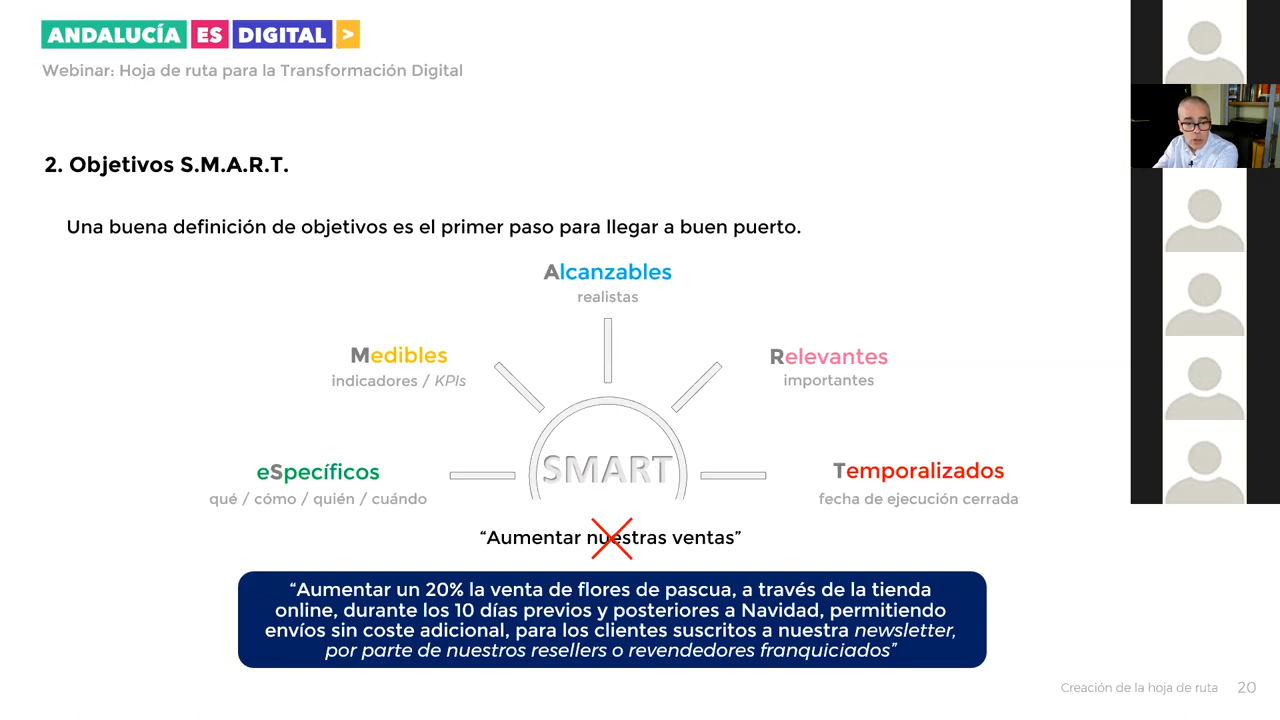 ANDALUCÍA ES DIGITAL >
Webinar: Hoja de ruta para la Transformación Digital
2. Objetivos S.M.A.R.T.
Una buena definición de objetivos es el primer paso para llegar a buen puerto.
Alcanzables
realistas
Medibles
indicadores / KPIs
Relevantes
importantes
eSpecíficos
qué / cómo / quién / cuándo
SMART
Temporalizados
fecha de ejecución cerrada
“Aumentar nuestras ventas”
“Aumentar un 20% la venta de flores de pascua, a través de la tienda
online, durante los 10 días previos y posteriores a Navidad, permitiendo
envíos sin coste adicional, para los clientes suscritos a nuestra newsletter,
por parte de nuestros resellers o revendedores franquiciados”
Creación de la hoja de ruta 20